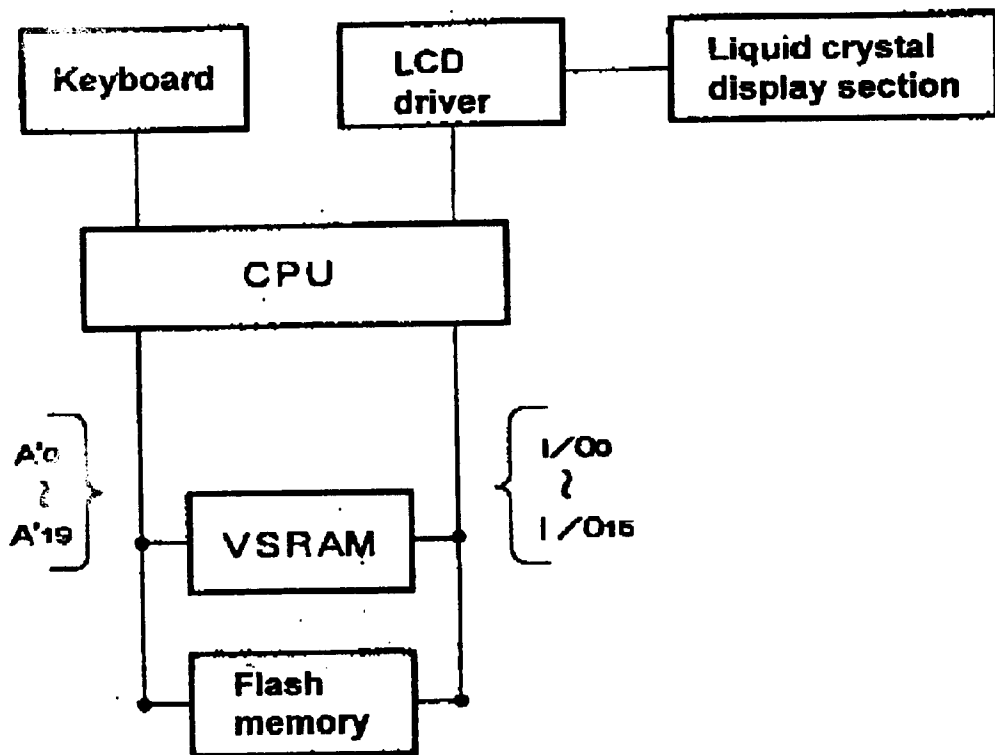 Keyboard
LCD
driver
Liquid crystal
display section
CPU
A'0
~
A'19
I/O0
~
I/O15
VSRAM
Flash
memory